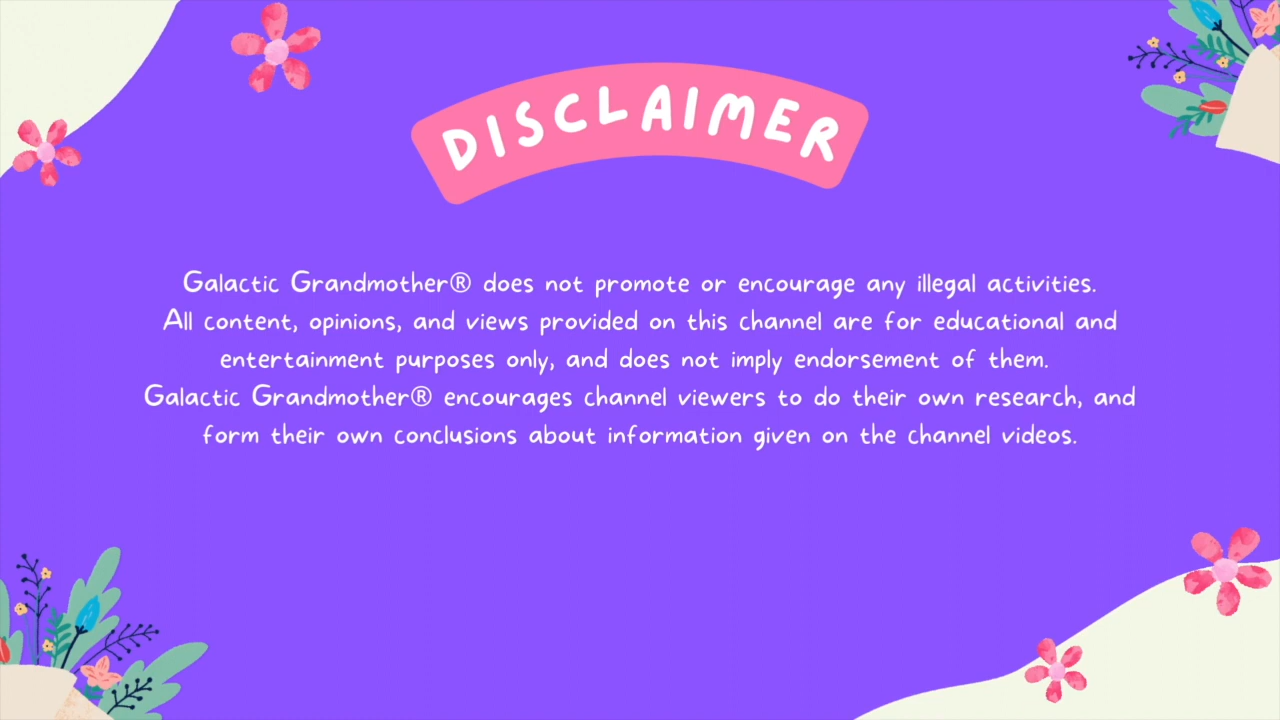 DISCLAIMER
Galactic Grandmother® does not promote or encourage any illegal activities.
All content, opinions, and views provided on this channel are for educational and
entertainment purposes only, and does not imply endorsement of them.
Galactic Grandmother® encourages channel viewers to do their own research, and
form their own conclusions about information given on the channel videos.